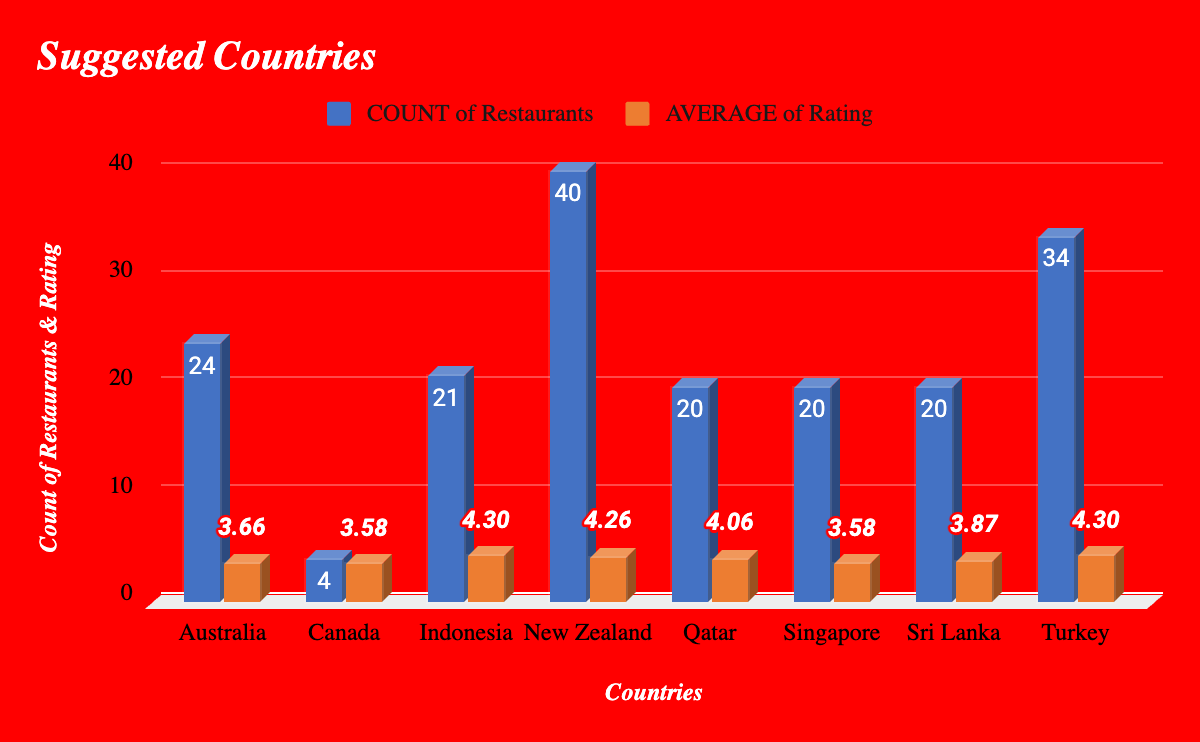 Suggested Countries
COUNT of Restaurants AVERAGE of Rating
Count of Restaurants & Rating
40
30
20
10
0
24 4 21 40 20 20 20 34
3.66 3.58 4.30 4.26 4.06 3.58 3.87 4.30
Australia Canada Indonesia New Zealand Qatar Singapore Sri Lanka Turkey
Countries